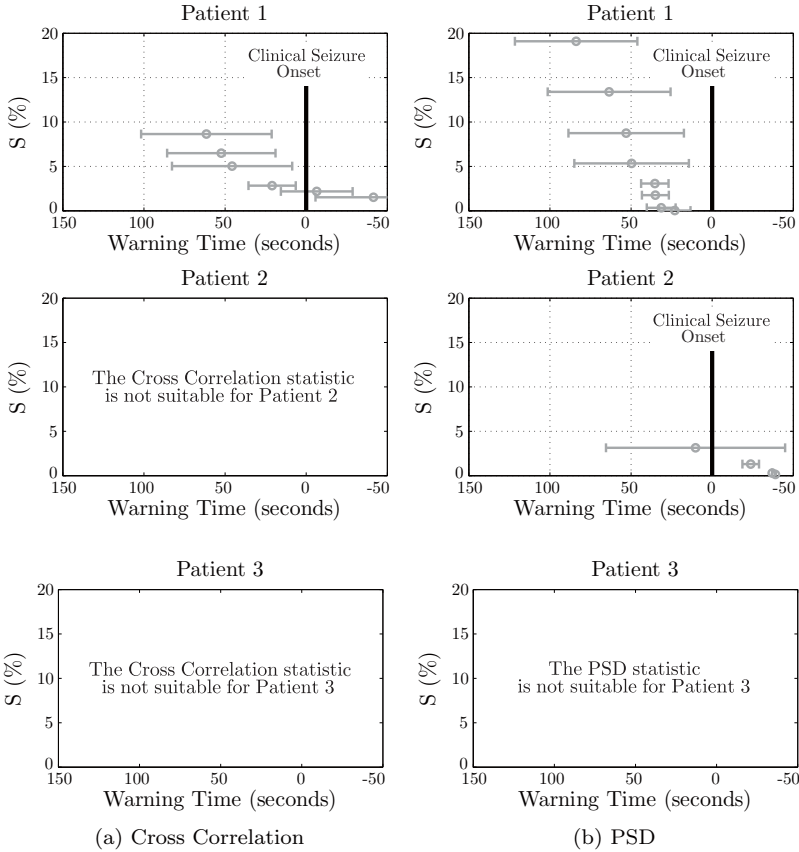 Patient 1
20
15
10
5
0
S (%)
Clinical Seizure
Onset
150
100
50
0
-50
Warning Time (seconds)
Patient 1
20
15
10
5
0
S (%)
Clinical Seizure
Onset
150
100
50
0
-50
Warning Time (seconds)
Patient 2
20
15
10
5
0
S (%)
The Cross Correlation statistic
is not suitable for Patient 2
150
100
50
0
-50
Warning Time (seconds)
Patient 2
20
15
10
5
0
S (%)
Clinical Seizure
Onset
150
100
50
0
-50
Warning Time (seconds)
Patient 3
20
15
10
5
0
S (%)
The Cross Correlation statistic
is not suitable for Patient 3
150
100
50
0
-50
Warning Time (seconds)
(a) Cross Correlation
Patient 3
20
15
10
5
0
S (%)
The PSD statistic
is not suitable for Patient 3
150
100
50
0
-50
Warning Time (seconds)
(b) PSD